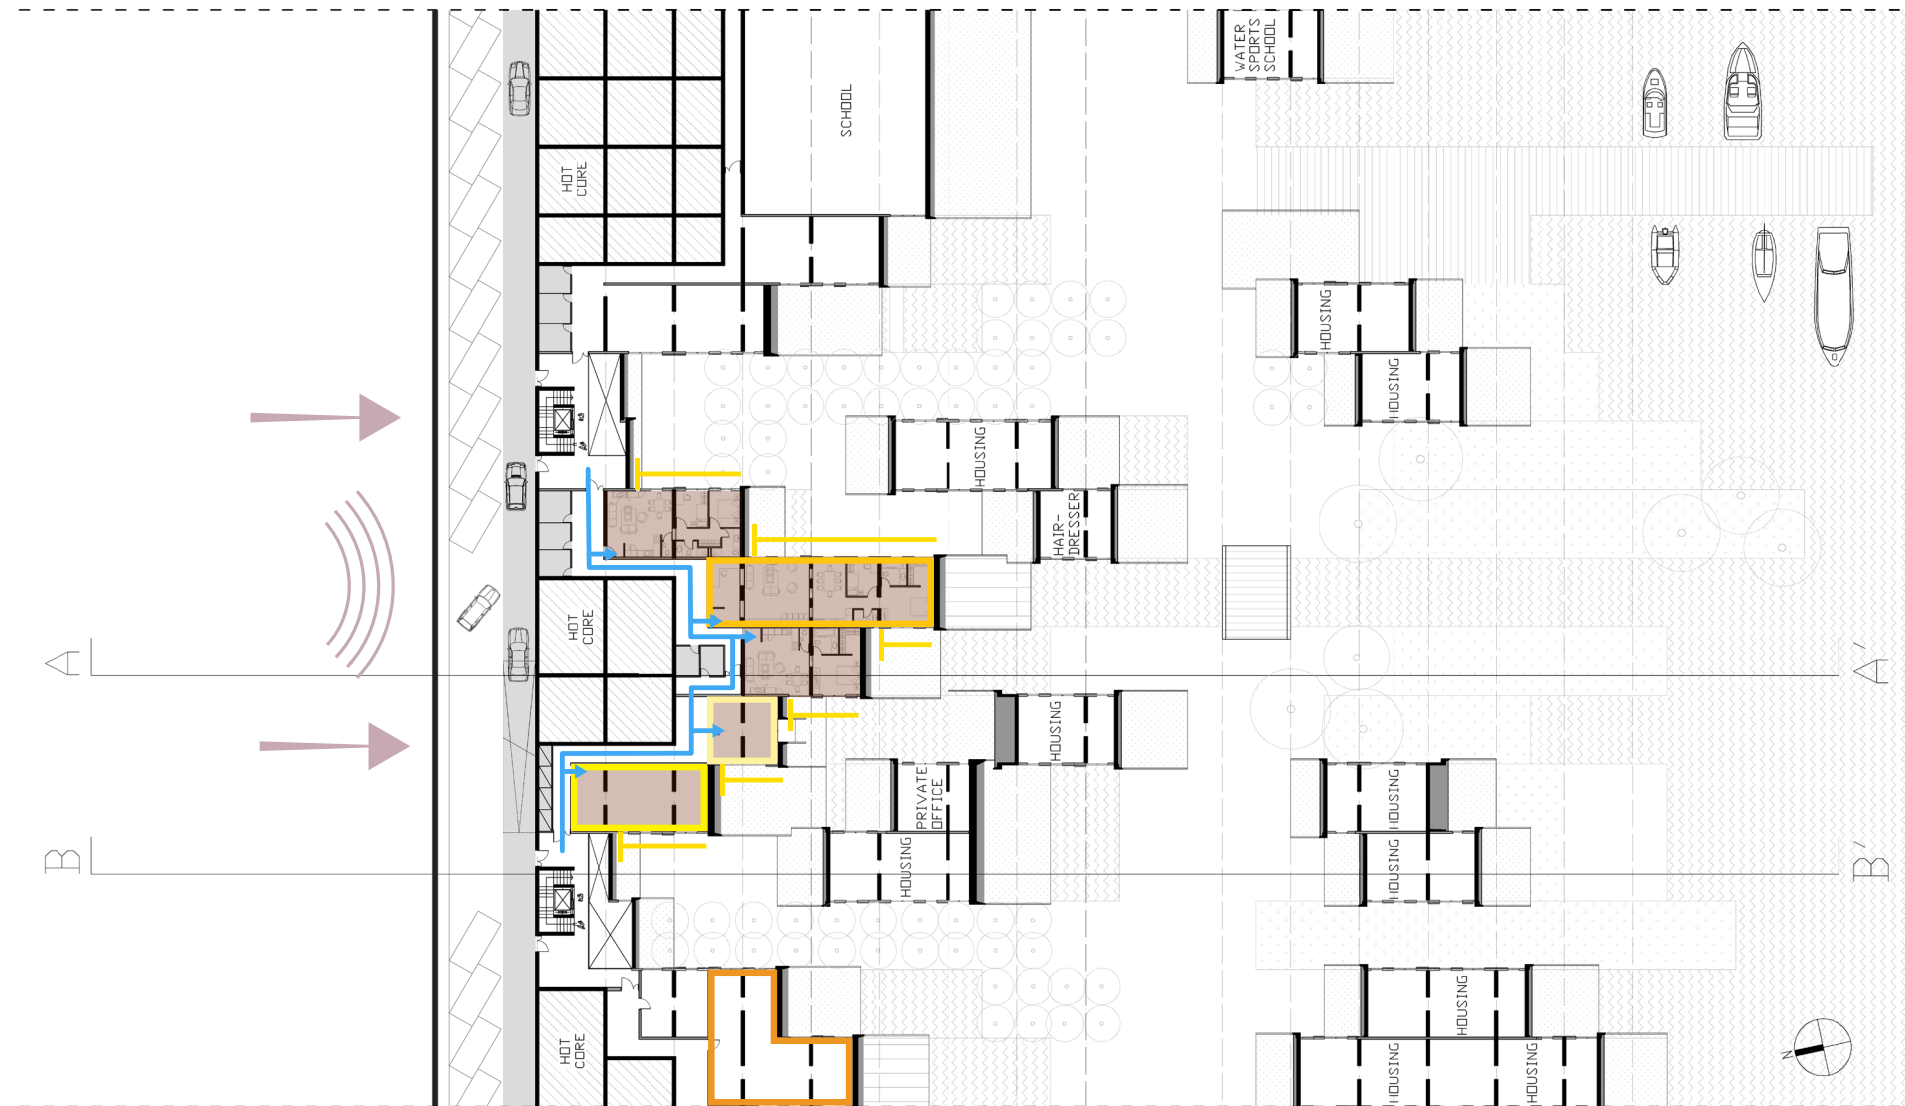 WATER
SPORTS
SCHOOL
SCHOOL
HOT
CORE
HOUSING
HOUSING
HOUSING
HAIR-
DRESSER
HOT
CORE
A
A'
HOUSING
PRIVATE
OFFICE
HOUSING
B
B'
HOUSING
HOUSING
HOT
CORE
HOUSING
HOUSING
HOUSING
N